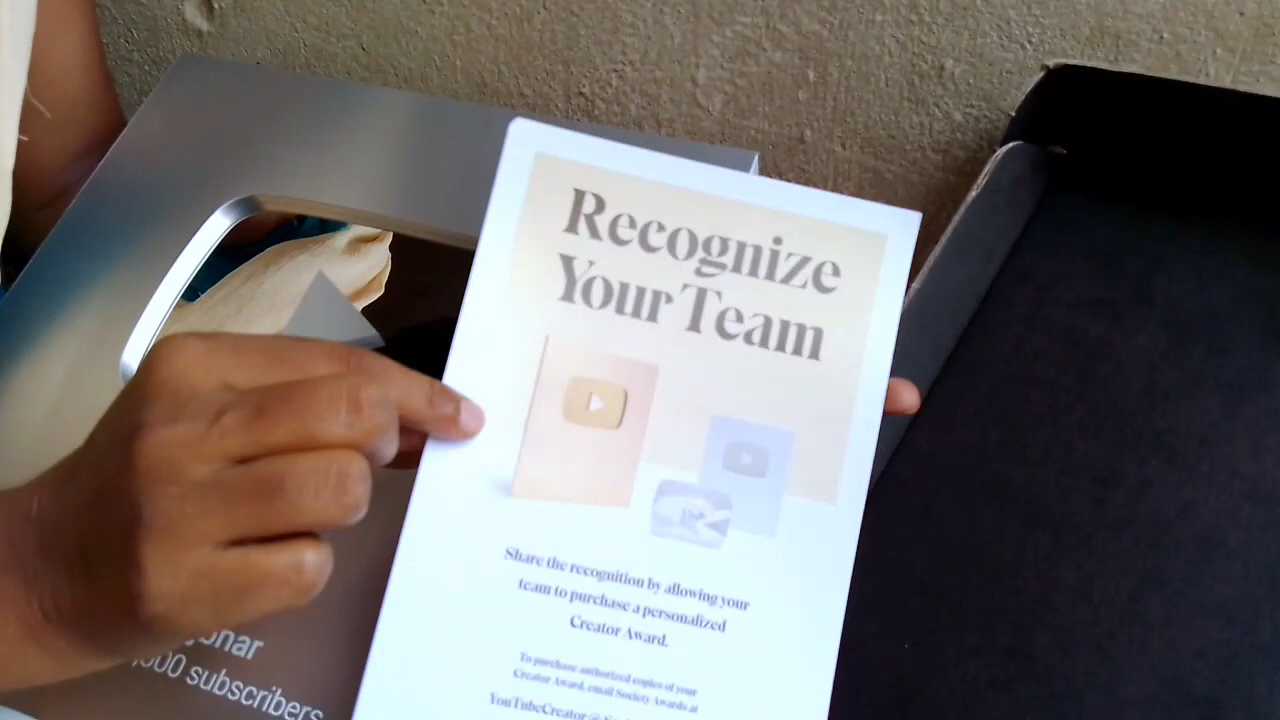 Recognize
Your Team
Share the recognition by allowing your
team to purchase a personalized
Creator Award.
To purchase authorized copies of your
Creator Award, email Society Awards at
YouTubeCreator@
subscribers